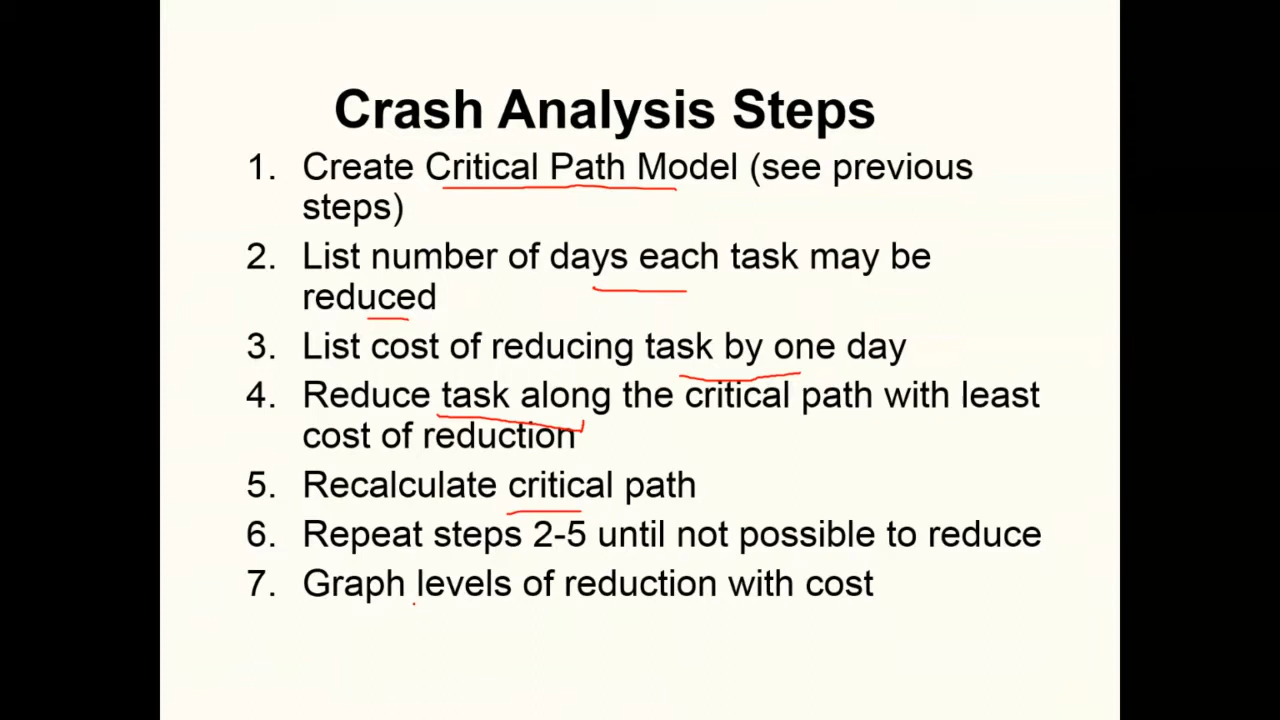 Crash Analysis Steps
1. Create Critical Path Model (see previous
steps)
2. List number of days each task may be
reduced
3. List cost of reducing task by one day
4. Reduce task along the critical path with least
cost of reduction
5. Recalculate critical path
6. Repeat steps 2-5 until not possible to reduce
7. Graph levels of reduction with cost